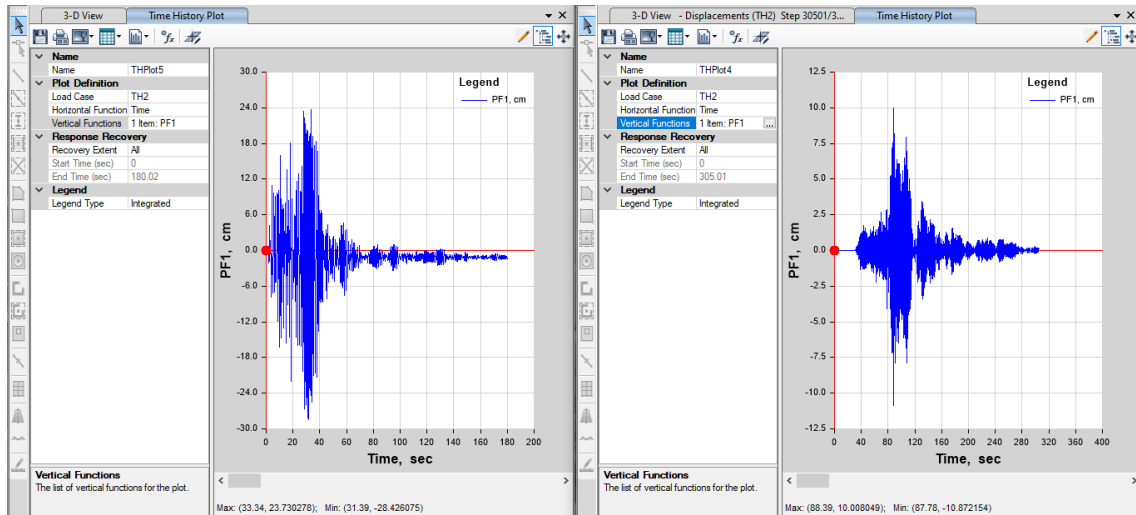 3-D View
Time History Plot
Name
Name THPlot5
Plot Definition
Load Case TH2
Horizontal Function Time
Vertical Functions 1 Item: PF1
Response Recovery
Recovery Extent All
Start Time (sec) 0
End Time (sec) 180.02
Legend
Legend Type Integrated
Vertical Functions
The list of vertical functions for the plot.
Legend
PF1, cm
30.0
24.0
18.0
12.0
6.0
0.0
-6.0
-12.0
-18.0
-24.0
-30.0
PF1, cm
0 20 40 60 80 100 120 140 160 180 200
Time, sec
Max: (33.34, 23.730278); Min: (31.39, -28.426075)
3-D View - Displacements (TH2) Step 30501/3...
Time History Plot
Name
Name THPlot4
Plot Definition
Load Case TH2
Horizontal Function Time
Vertical Functions 1 Item: PF1 ...
Response Recovery
Recovery Extent All
Start Time (sec) 0
End Time (sec) 305.01
Legend
Legend Type Integrated
Vertical Functions
The list of vertical functions for the plot.
Legend
PF1, cm
12.5
10.0
7.5
5.0
2.5
0.0
-2.5
-5.0
-7.5
-10.0
-12.5
PF1, cm
0 40 80 120 160 200 240 280 320 360 400
Time, sec
Max: (88.39, 10.008049); Min: (87.78, -10.872154)